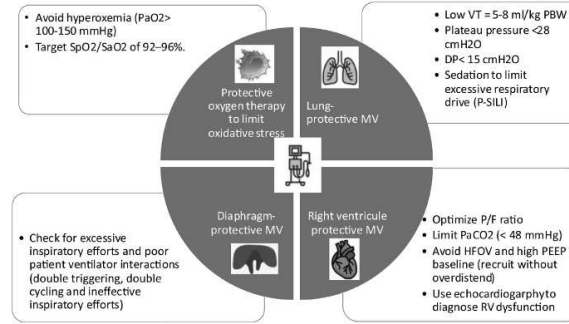 • Avoid hyperoxemia (PaO2>
100-150 mmHg)
• Target SpO2/SaO2 of 92–96%.
• Low VT = 5-8 ml/kg PBW
• Plateau pressure <28
cmH2O
• DP< 15 cmH2O
• Sedation to limit
excessive respiratory
drive (P-SILI)
Protective
oxygen therapy
to limit
oxidative stress
Lung-
protective MV
Diaphragm-
protective MV
Right ventricule
protective MV
• Check for excessive
inspiratory efforts and poor
patient ventilator interactions
(double triggering, double
cycling and ineffective
inspiratory efforts)
• Optimize P/F ratio
• Limit PaCO2 (< 48 mmHg)
• Avoid HFOV and high PEEP
baseline (recruit without
overdistend)
• Use echocardiogarphy to
diagnose RV dysfunction